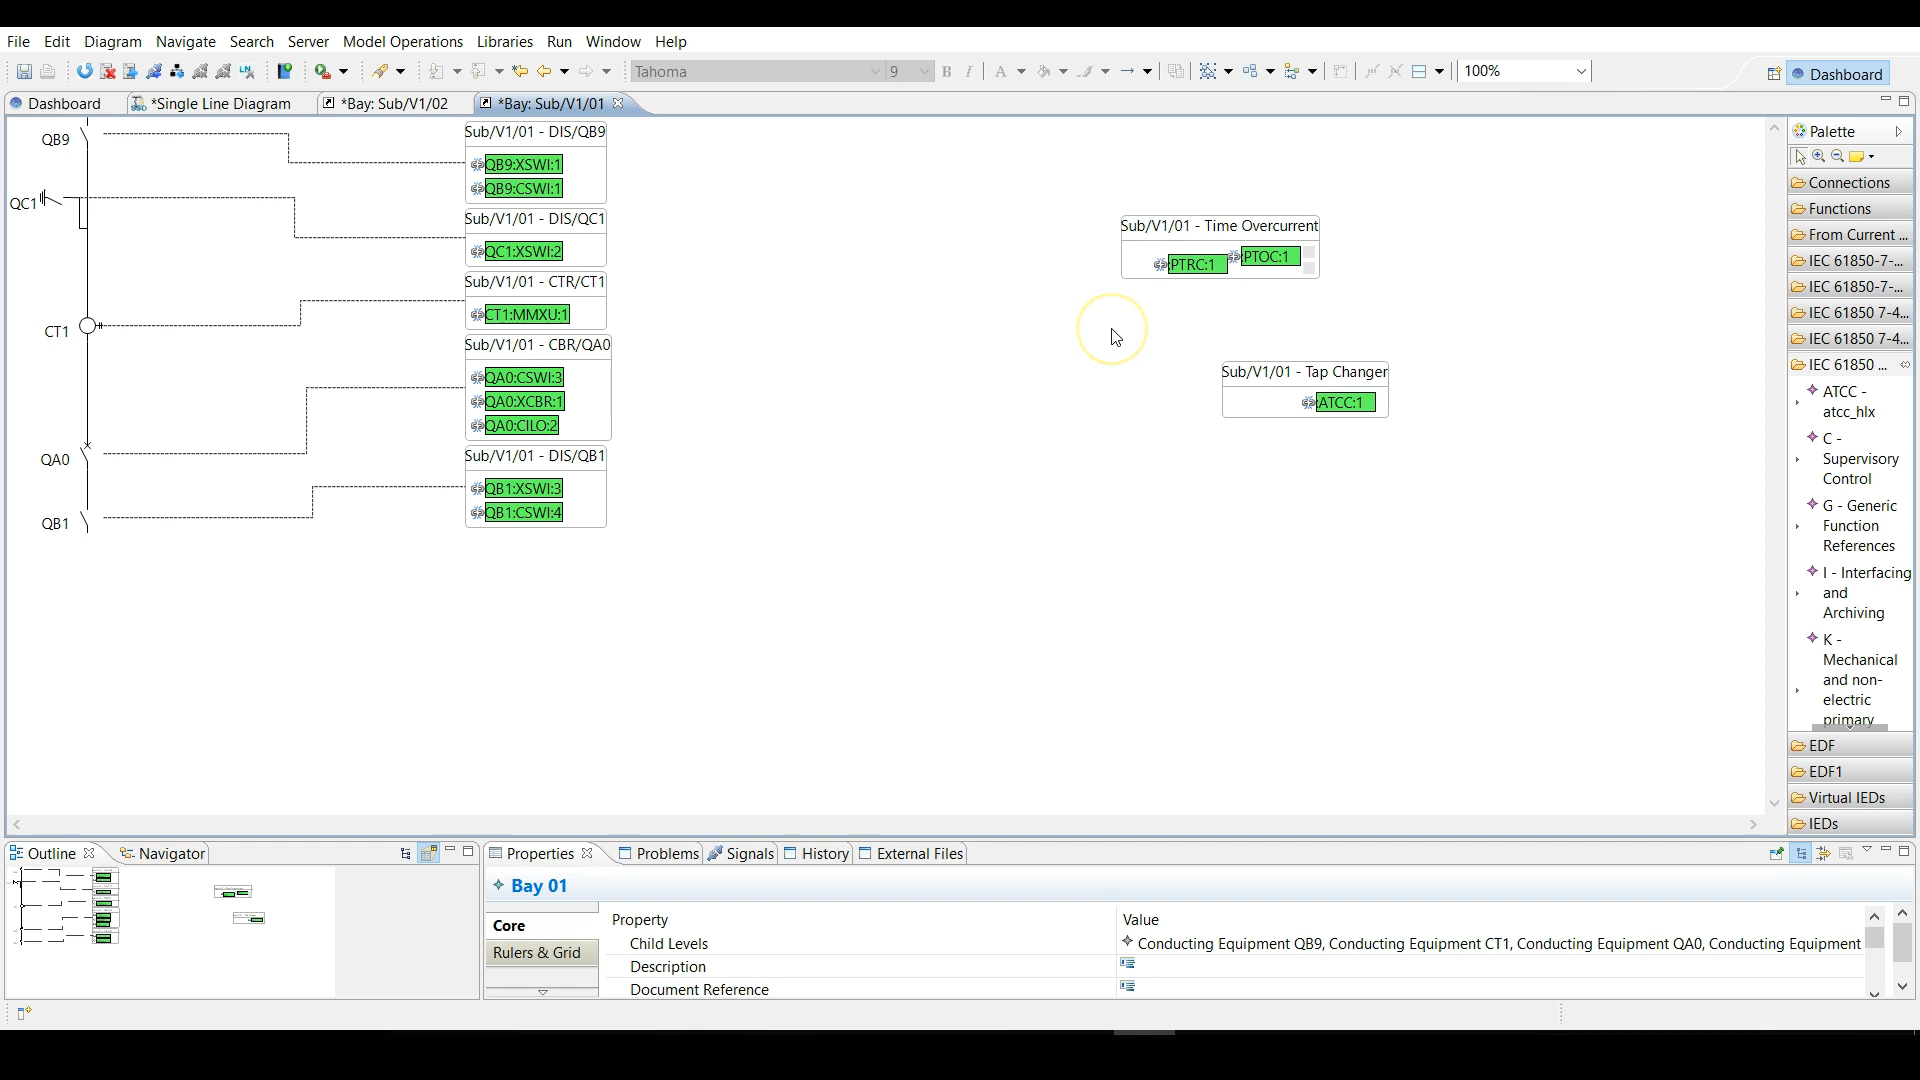 File Edit Diagram Navigate Search Server Model Operations Libraries Run Window Help
Tahoma 9 B I A 100% Dashboard
Dashboard *Single Line Diagram *Bay: Sub/V1/02 *Bay: Sub/V1/01
QB9
QC1
CT1
QA0
QB1
Sub/V1/01 - DIS/QB9
QB9:XSWI:1
QB9:CSWI:1
Sub/V1/01 - DIS/QC1
QC1:XSWI:2
Sub/V1/01 - CTR/CT1
CT1:MMXU:1
Sub/V1/01 - CBR/QA0
QA0:CSWI:3
QA0:XCBR:1
QA0:CILO:2
Sub/V1/01 - DIS/QB1
QB1:XSWI:3
QB1:CSWI:4
Sub/V1/01 - Time Overcurrent
:PTRC:1 :PTOC:1
Sub/V1/01 - Tap Changer
:ATCC:1
Palette
Connections
Functions
From Current ...
IEC 61850-7-...
IEC 61850-7-...
IEC 61850 7-4...
IEC 61850 7-4...
IEC 61850 ...
ATCC -
atcc_hlx
C -
Supervisory
Control
G - Generic
Function
References
I - Interfacing
and
Archiving
K -
Mechanical
and non-
electric
primary
EDF
EDF1
Virtual IEDs
IEDs
Outline Navigator
Properties Problems Signals History External Files
Bay 01
Core
Rulers & Grid
Property Value
Child Levels Conducting Equipment QB9, Conducting Equipment CT1, Conducting Equipment QA0, Conducting Equipment
Description
Document Reference